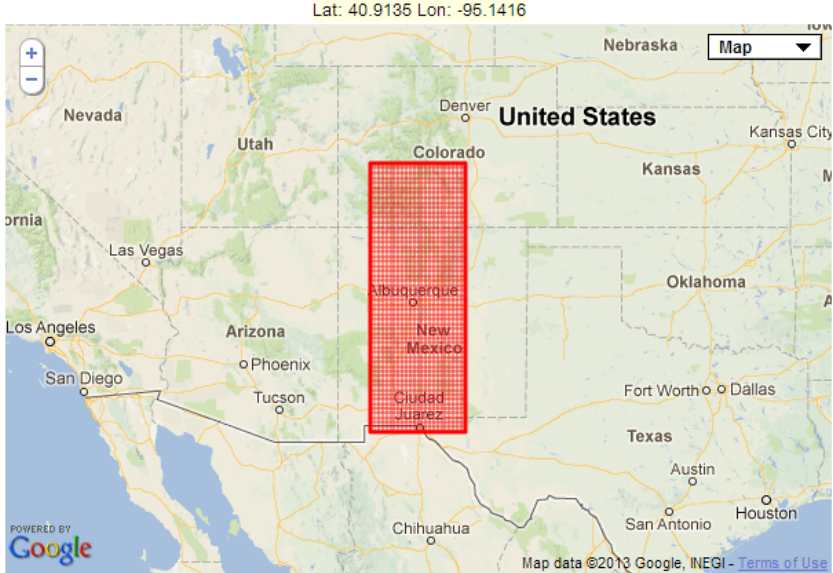 Lat: 40.9135 Lon: -95.1416
Nebraska
Map
+
−
Denver
United States
Nevada
Kansas City
Utah
Colorado
Kansas
ornia
Las Vegas
Oklahoma
Albuquerque
Los Angeles
Arizona
New
Mexico
Phoenix
San Diego
Fort Worth
Dallas
Tucson
Ciudad
Juarez
Texas
Austin
Houston
San Antonio
Chihuahua
POWERED BY
Google
Map data ©2013 Google, INEGI - Terms of Use